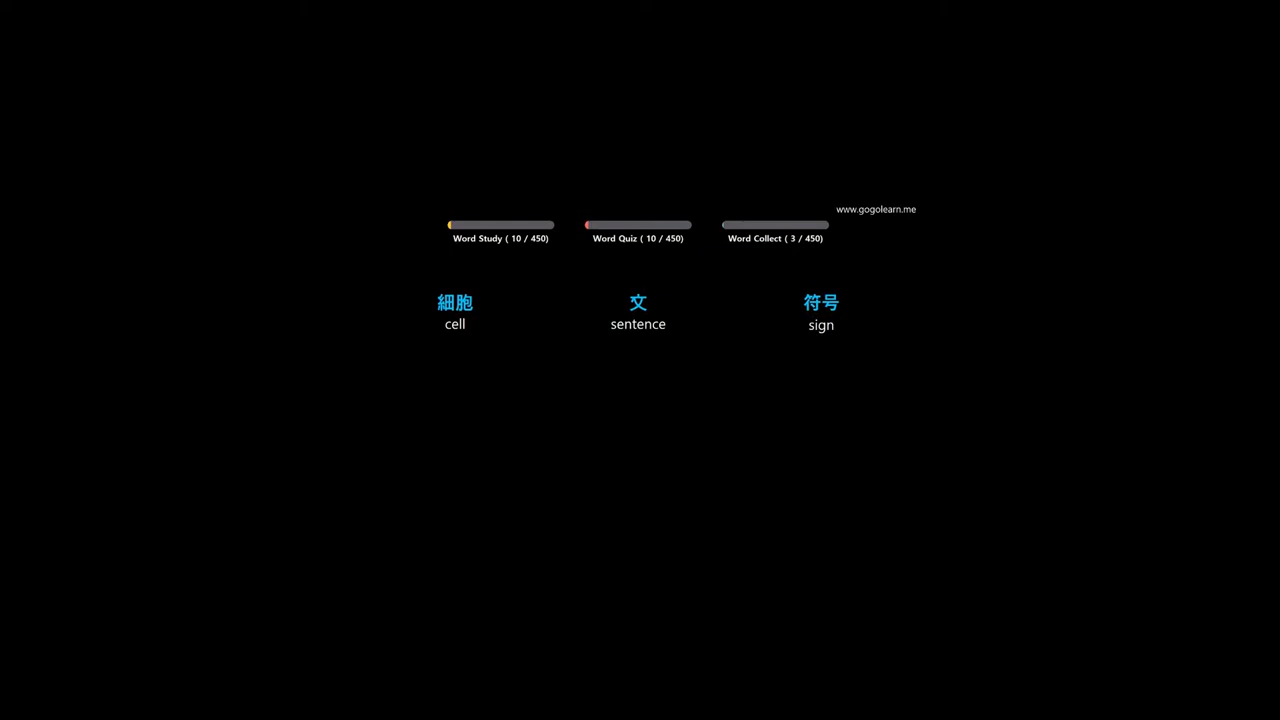 www.gogolearn.me
Word Study ( 10 / 450)
Word Quiz ( 10 / 450)
Word Collect ( 3 / 450)
細胞
cell
文
sentence
符号
sign